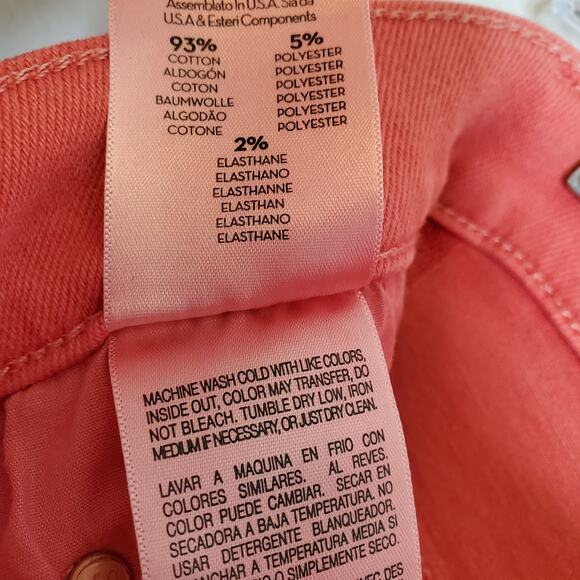 Assemblato In U.S.A. Sia da
U.S.A & Esteri Components
93%
COTTON
ALDOGÓN
COTON
BAUMWOLLE
ALGODÃO
COTONE
5%
POLYESTER
POLYESTER
POLYESTER
POLYESTER
POLYESTER
POLYESTER
2%
ELASTHANE
ELASTHANO
ELASTHANNE
ELASTHAN
ELASTHANO
ELASTHANE
MACHINE WASH COLD WITH LIKE COLORS,
INSIDE OUT, COLOR MAY TRANSFER, DO
NOT BLEACH. TUMBLE DRY LOW, IRON
MEDIUM IF NECESSARY, OR JUST DRY CLEAN.
LAVAR A MAQUINA EN FRIO CON
COLORES SIMILARES. AL REVES.
COLOR PUEDE CAMBIAR. SECAR EN
SECADORA A BAJA TEMPERATURA. NO
USAR DETERGENTE BLANQUEADOR.
ANCHAR A TEMPERATURA MEDIA SI
O SIMPLEMENTE SECO.
MEC DES